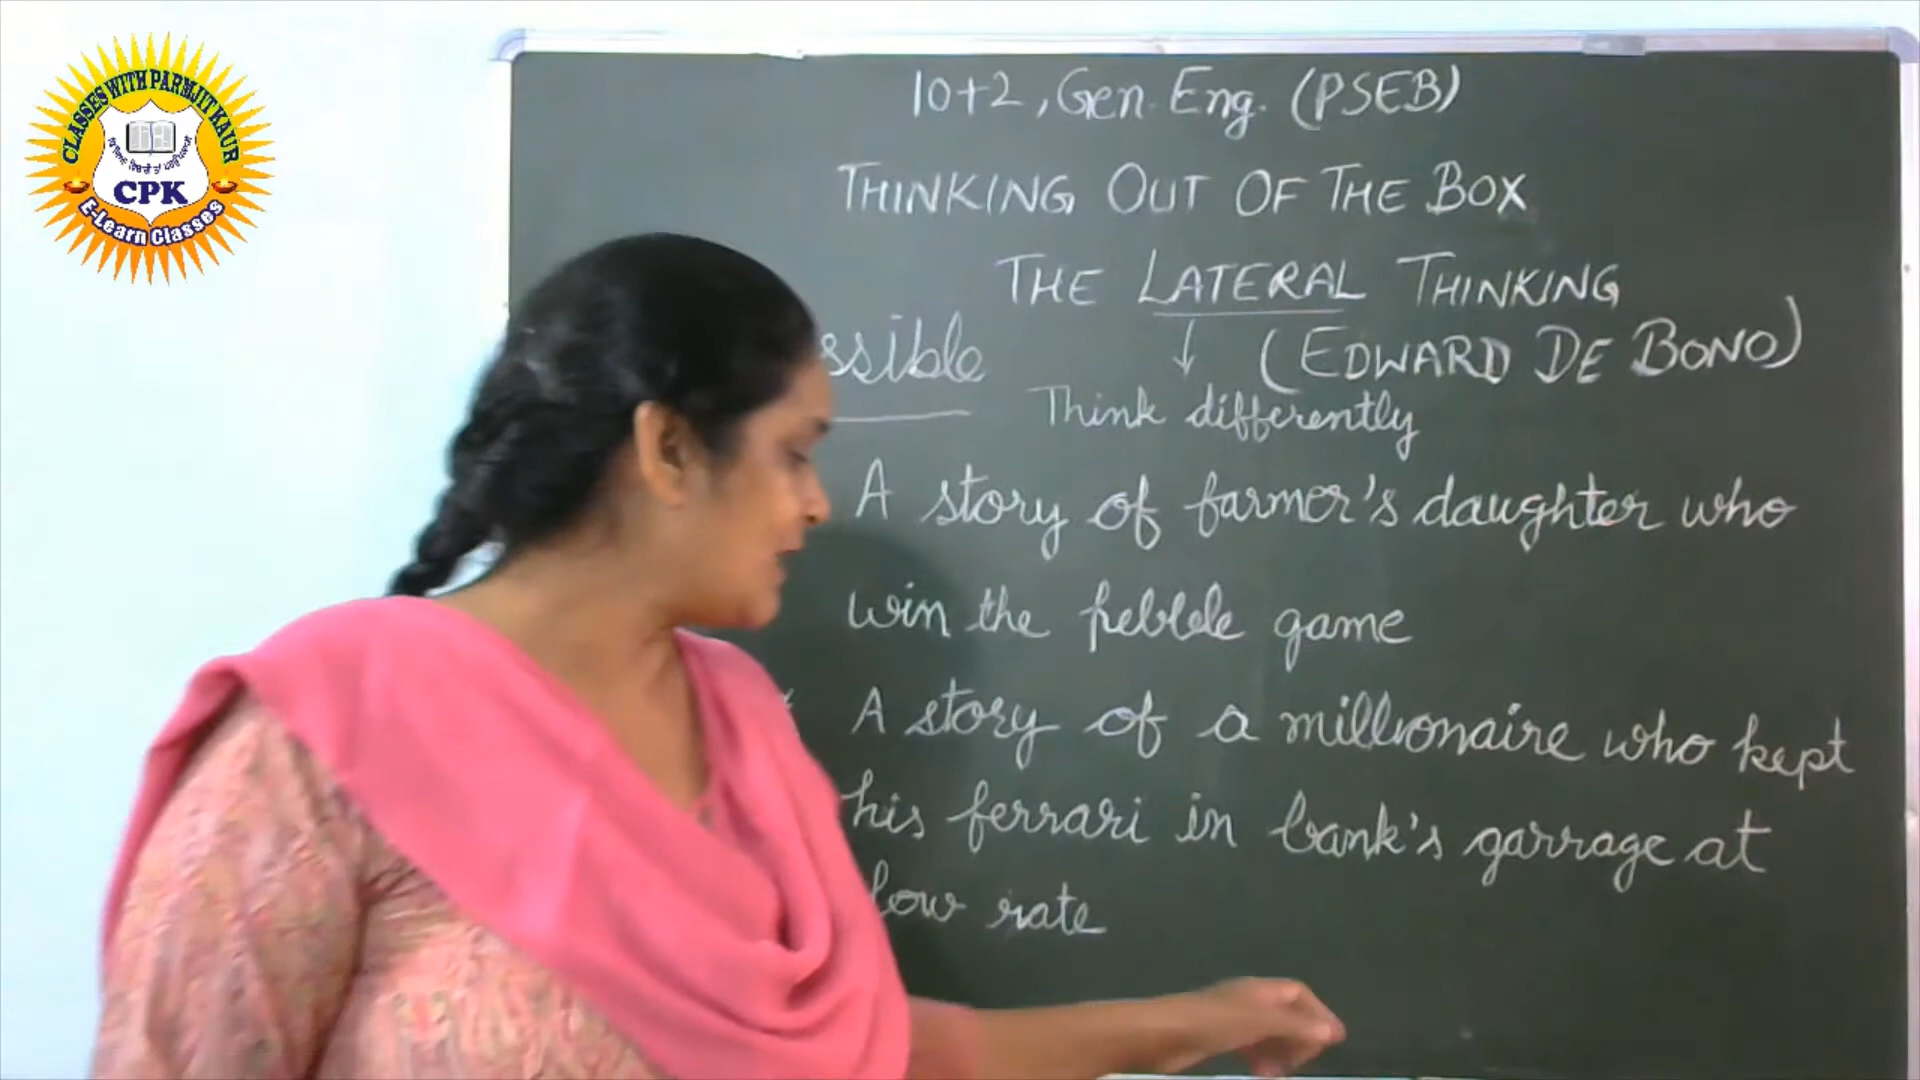 CLASSES WITH PARMJIT KAUR
CPK
E-Learn Classes
10+2, Gen. Eng. (PSEB)
THINKING OUT OF THE BOX
THE LATERAL THINKING
(EDWARD DE BONO)
Think differently
A story of farmer's daughter who
win the pebble game
A story of a millionaire who kept
his ferrari in bank's garrage at
low rate